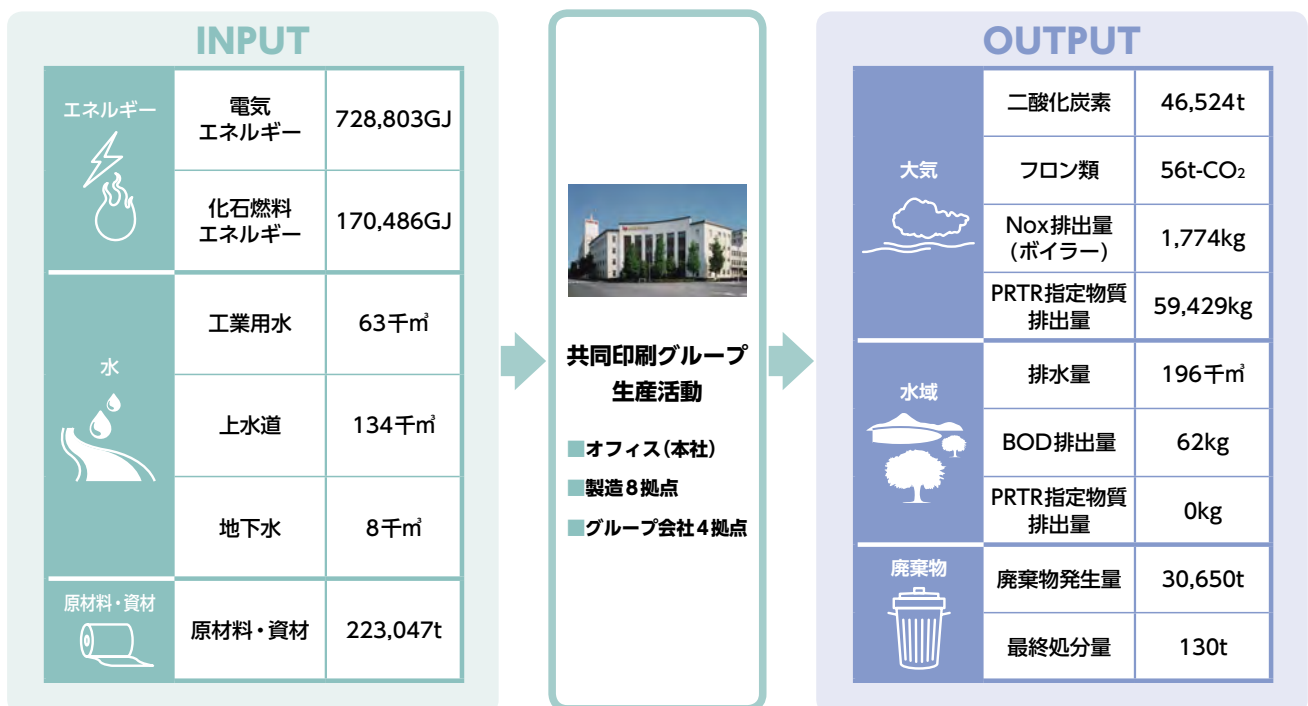 INPUT
エネルギー
電気
エネルギー
728,803GJ
化石燃料
エネルギー
170,486GJ
水
工業用水
63千㎥
上水道
134千㎥
地下水
8千㎥
原材料・資材
原材料・資材
223,047t
共同印刷グループ
生産活動
■オフィス(本社)
■製造8拠点
■グループ会社4拠点
OUTPUT
大気
二酸化炭素
46,524t
フロン類
56t-CO₂
Nox排出量
(ボイラー)
1,774kg
PRTR指定物質
排出量
59,429kg
水域
排水量
196千㎥
BOD排出量
62kg
PRTR指定物質
排出量
0kg
廃棄物
廃棄物発生量
30,650t
最終処分量
130t